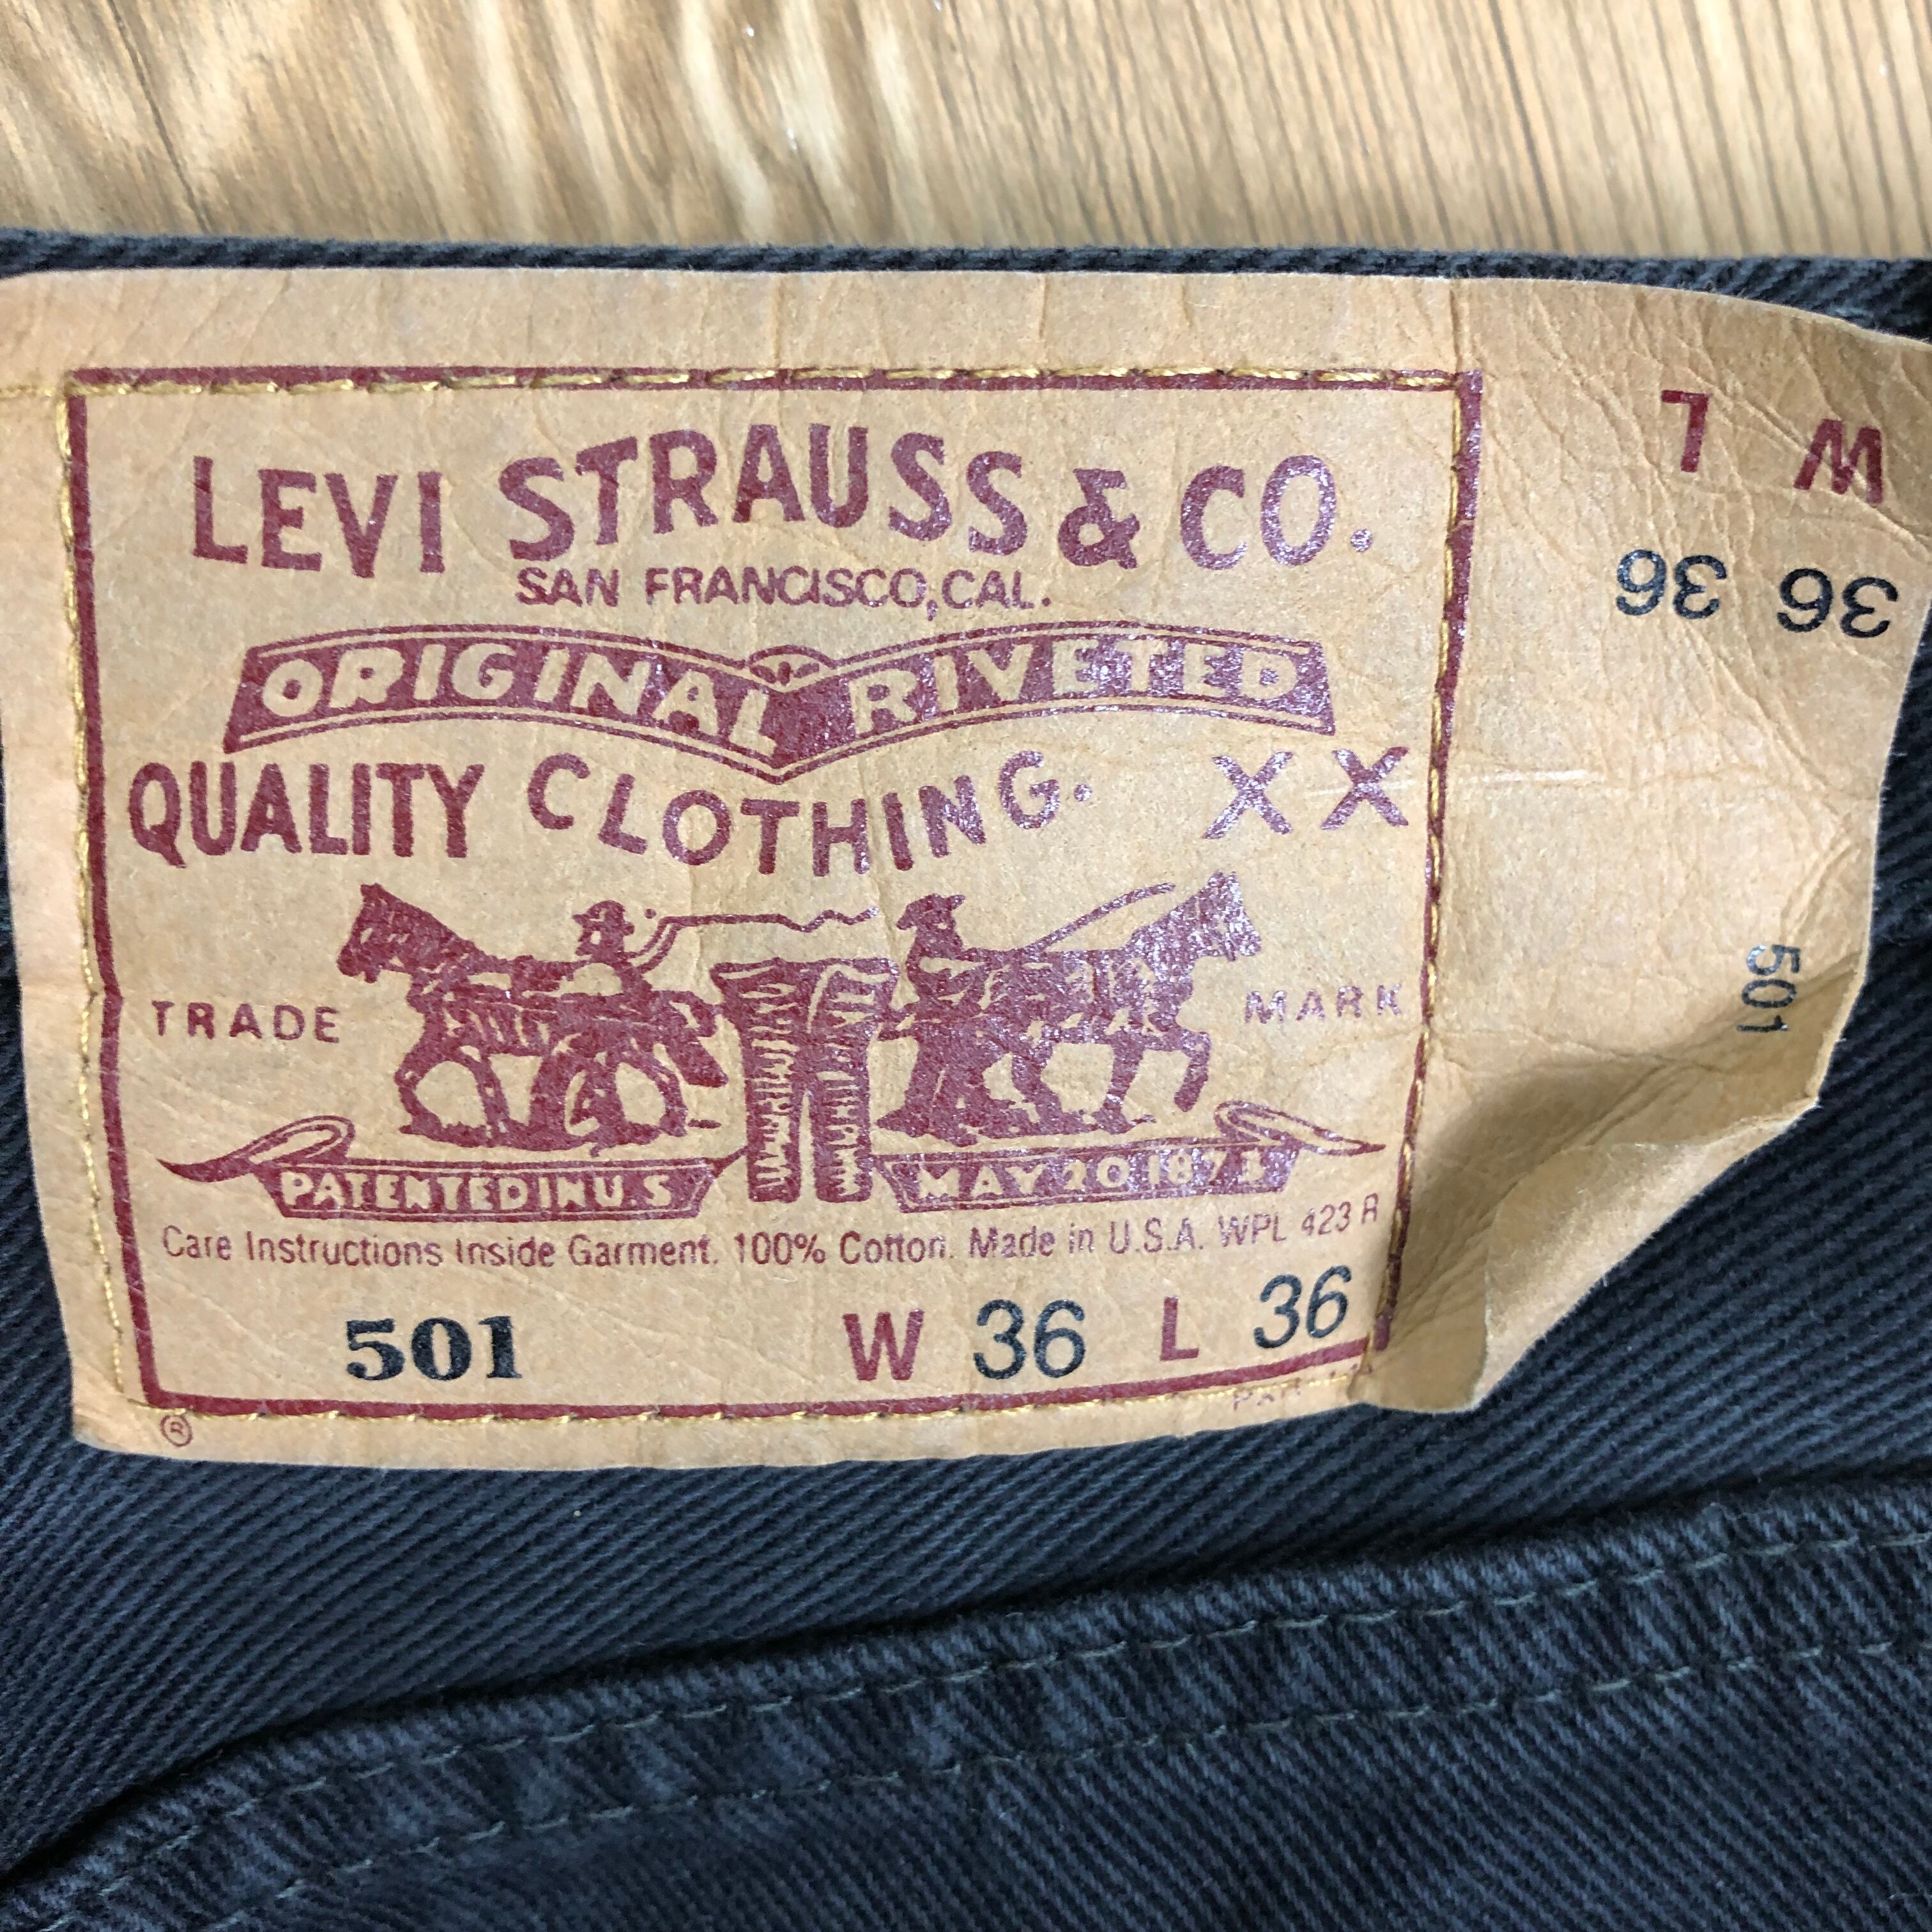 LEVI STRAUSS & CO.
SAN FRANCISCO, CAL.
ORIGINAL RIVETED
QUALITY CLOTHING. XX
TRADE MARK
PATENTED IN U.S MAY 20 1873
Care Instructions Inside Garment. 100% Cotton. Made in U.S.A. WPL 423 R
501 W 36 L 36
®
W L
36 36
501